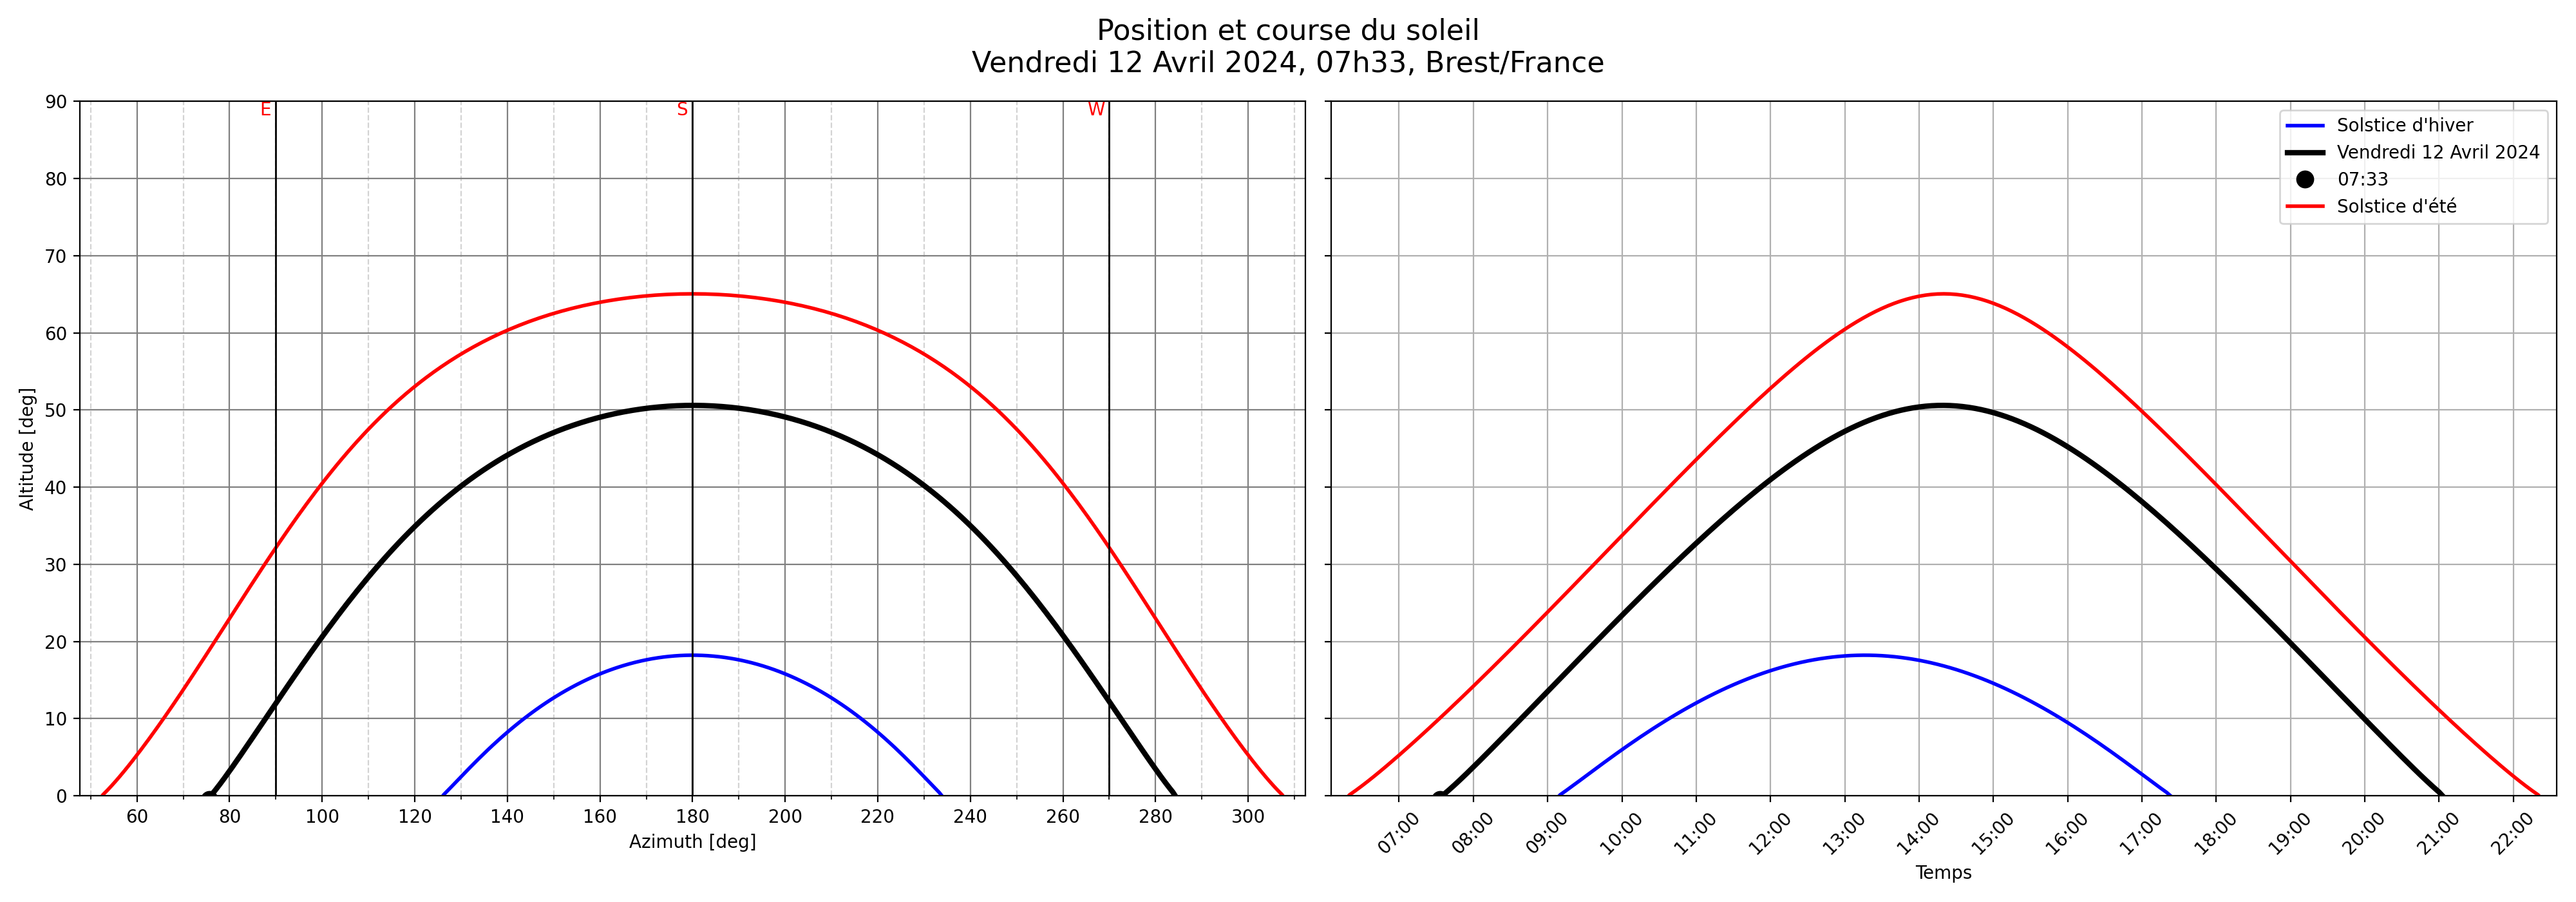 Position et course du soleil
Vendredi 12 Avril 2024, 07h33, Brest/France
E
S
W
90
80
70
60
50
40
30
20
10
0
Altitude [deg]
60 80 100 120 140 160 180 200 220 240 260 280 300
Azimuth [deg]
Solstice d'hiver
Vendredi 12 Avril 2024
07:33
Solstice d'été
07:00 08:00 09:00 10:00 11:00 12:00 13:00 14:00 15:00 16:00 17:00 18:00 19:00 20:00 21:00 22:00
Temps